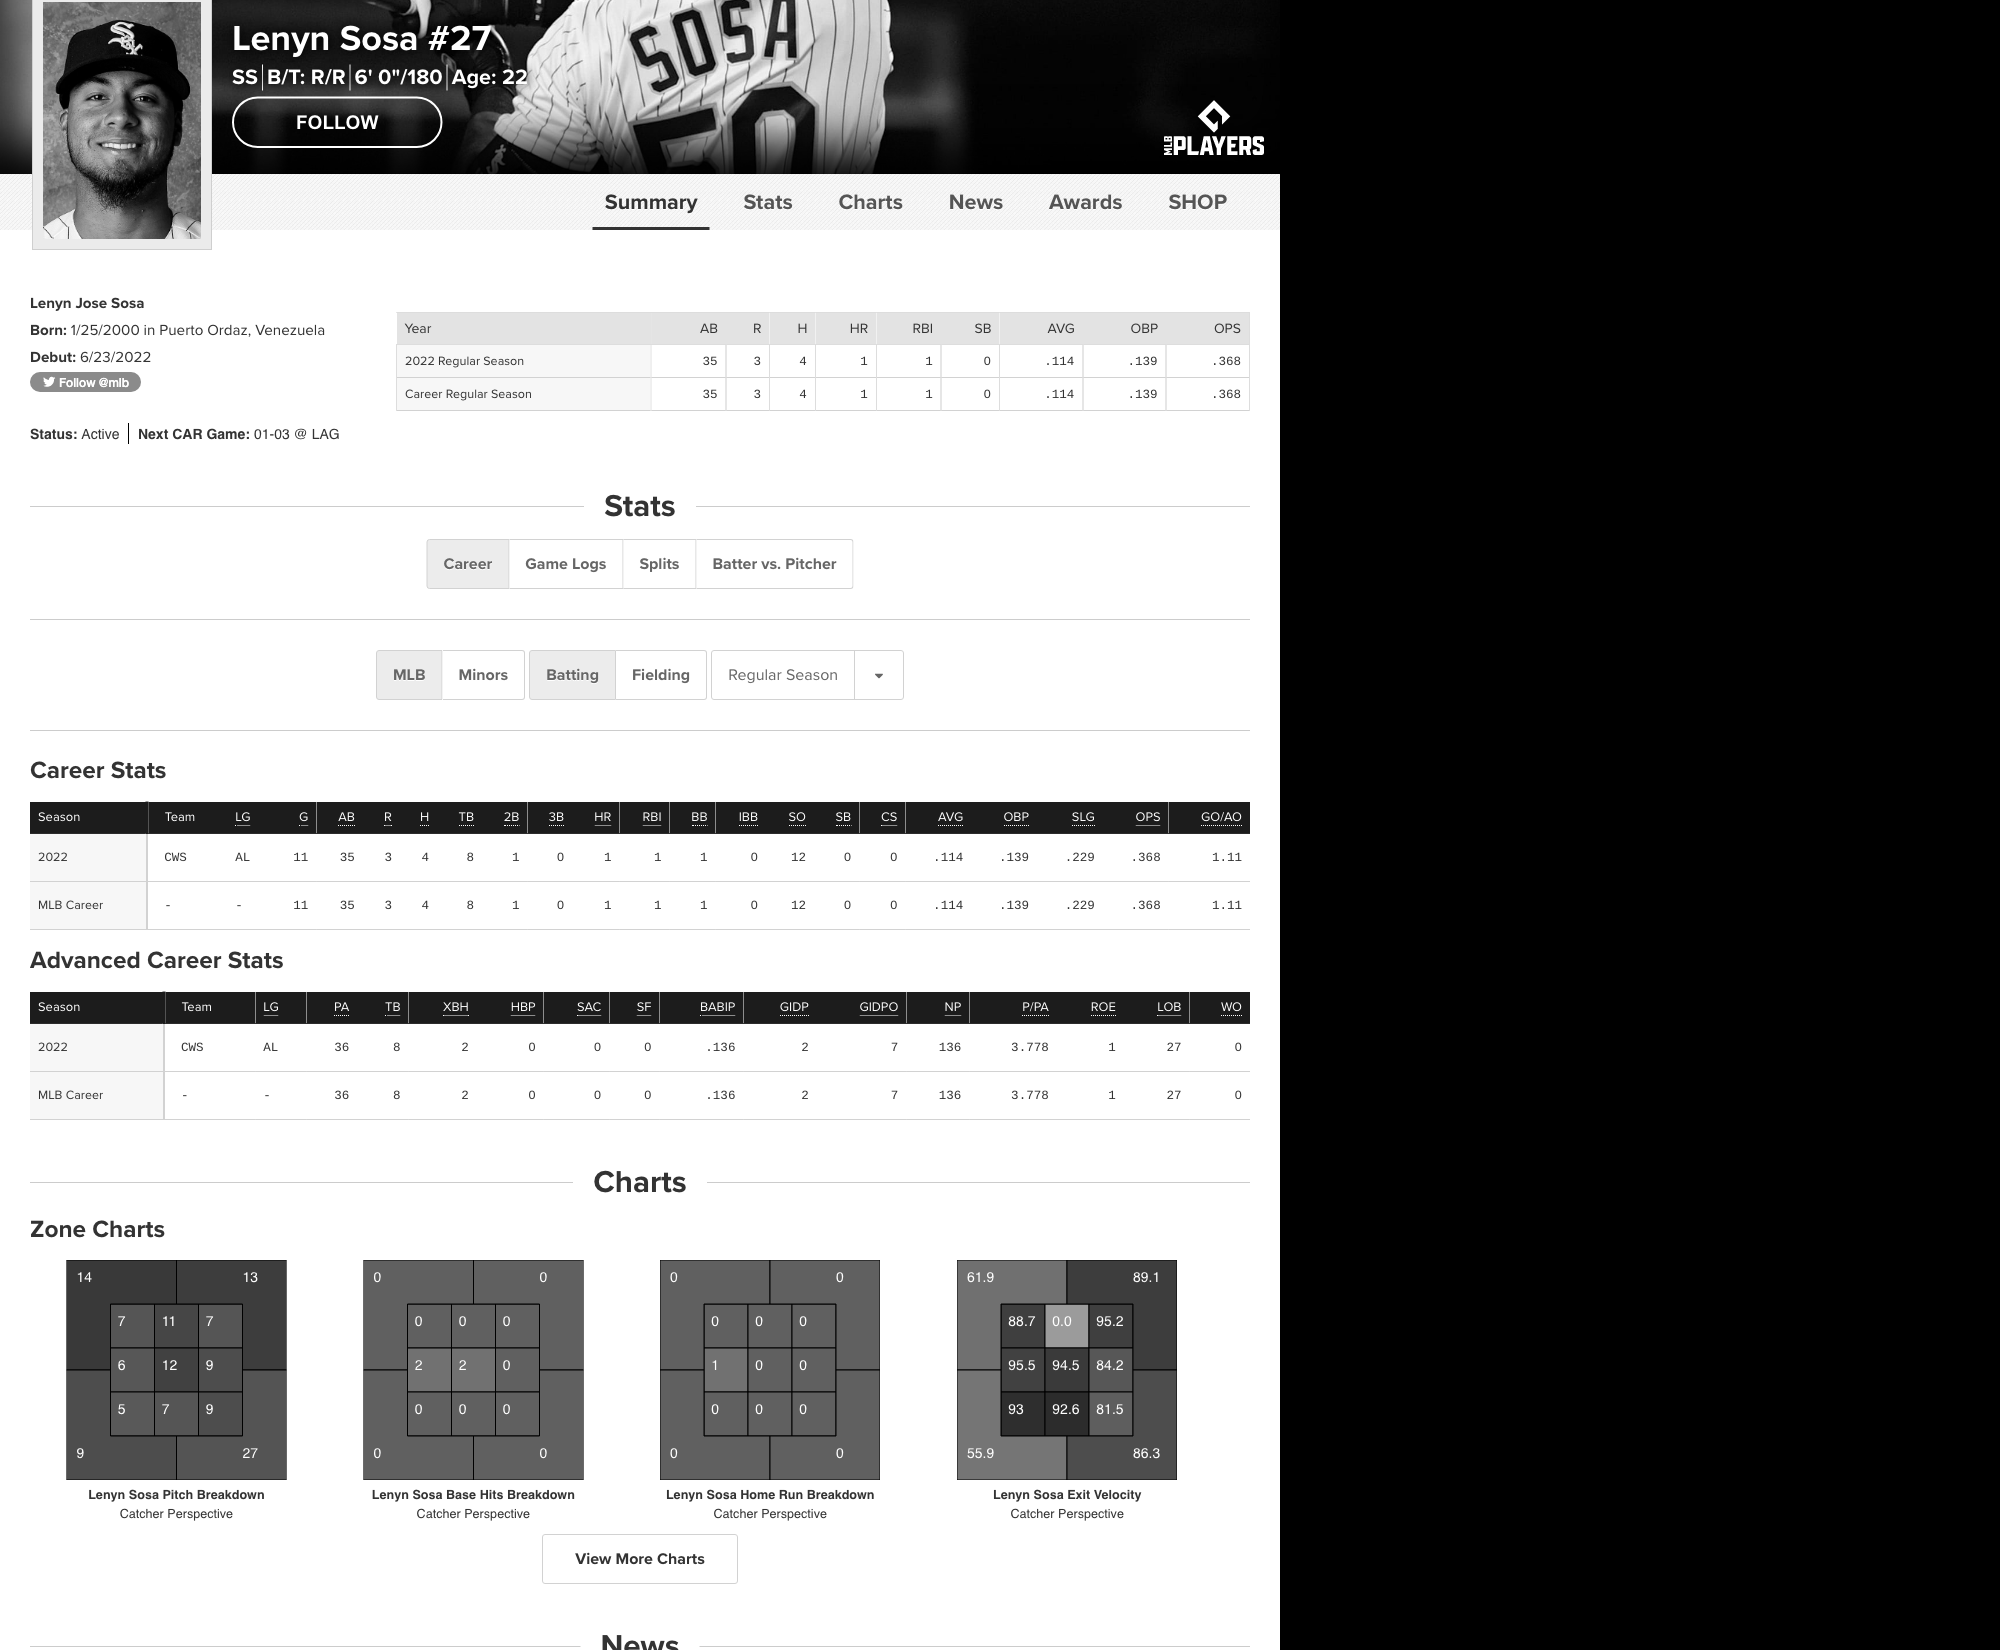 SOSA
50
Lenyn Sosa #27
SS B/T: R/R 6' 0"/180 Age: 22
FOLLOW
MLB PLAYERS
Summary Stats Charts News Awards SHOP
Lenyn Jose Sosa
Born: 1/25/2000 in Puerto Ordaz, Venezuela
Debut: 6/23/2022
Follow @mlb
Status: Active Next CAR Game: 01-03 @ LAG
Year AB R H HR RBI SB AVG OBP OPS
2022 Regular Season 35 3 4 1 1 0 .114 .139 .368
Career Regular Season 35 3 4 1 1 0 .114 .139 .368
Stats
Career Game Logs Splits Batter vs. Pitcher
MLB Minors Batting Fielding Regular Season
Career Stats
Season Team LG G AB R H TB 2B 3B HR RBI BB IBB SO SB CS AVG OBP SLG OPS GO/AO
2022 CWS AL 11 35 3 4 8 1 0 1 1 1 0 12 0 0 .114 .139 .229 .368 1.11
MLB Career - - 11 35 3 4 8 1 0 1 1 1 0 12 0 0 .114 .139 .229 .368 1.11
Advanced Career Stats
Season Team LG PA TB XBH HBP SAC SF BABIP GIDP GIDPO NP P/PA ROE LOB WO
2022 CWS AL 36 8 2 0 0 0 .136 2 7 136 3.778 1 27 0
MLB Career - - 36 8 2 0 0 0 .136 2 7 136 3.778 1 27 0
Charts
Zone Charts
14 13
7 11 7
6 12 9
5 7 9
9 27
Lenyn Sosa Pitch Breakdown
Catcher Perspective
0 0
0 0 0
2 2 0
0 0 0
0 0
Lenyn Sosa Base Hits Breakdown
Catcher Perspective
0 0
0 0 0
1 0 0
0 0 0
0 0
Lenyn Sosa Home Run Breakdown
Catcher Perspective
61.9 89.1
88.7 0.0 95.2
95.5 94.5 84.2
93 92.6 81.5
55.9 86.3
Lenyn Sosa Exit Velocity
Catcher Perspective
View More Charts
News